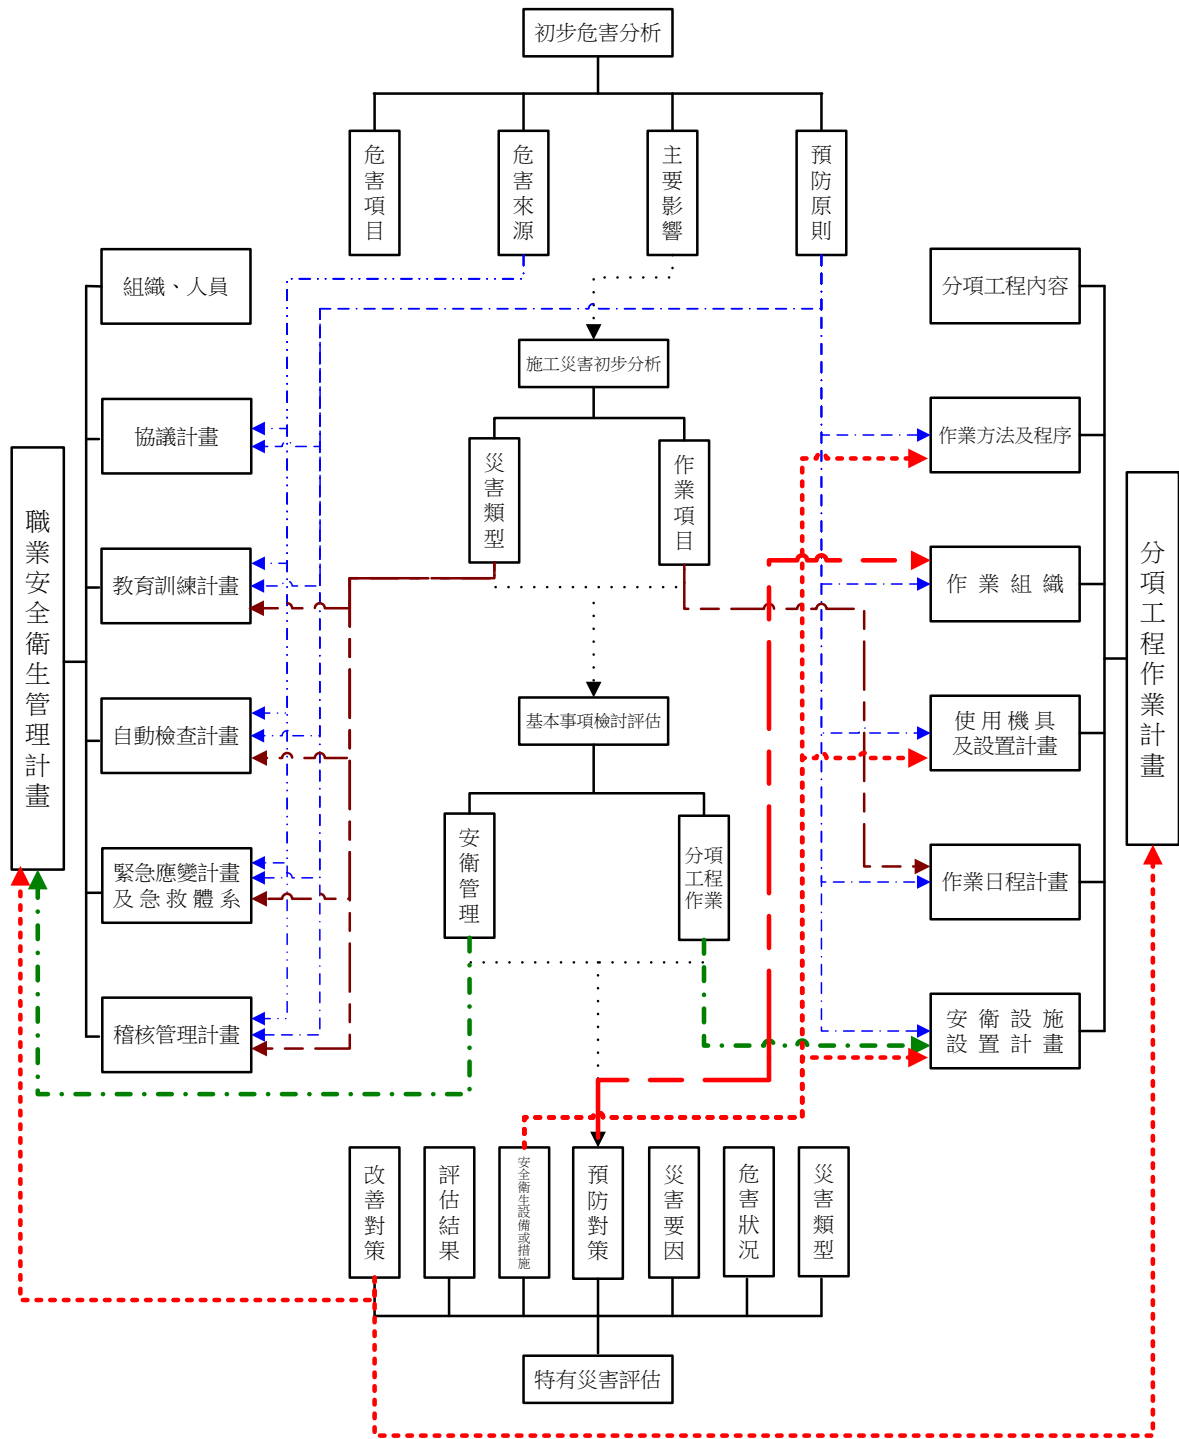 初步危害分析
危害項目
危害來源
主要影響
預防原則
組織、人員
分項工程內容
施工災害初步分析
協議計畫
作業方法及程序
災害類型
作業項目
職業安全衛生管理計畫
分項工程作業計畫
教育訓練計畫
作業組織
基本事項檢討評估
自動檢查計畫
使用機具
及設置計畫
安衛管理
分項
工程
作業
緊急應變計畫
及急救體系
作業日程計畫
稽核管理計畫
安衛設施
設置計畫
改善對策
評估結果
安全衛生設備或措施
預防對策
災害要因
危害狀況
災害類型
特有災害評估